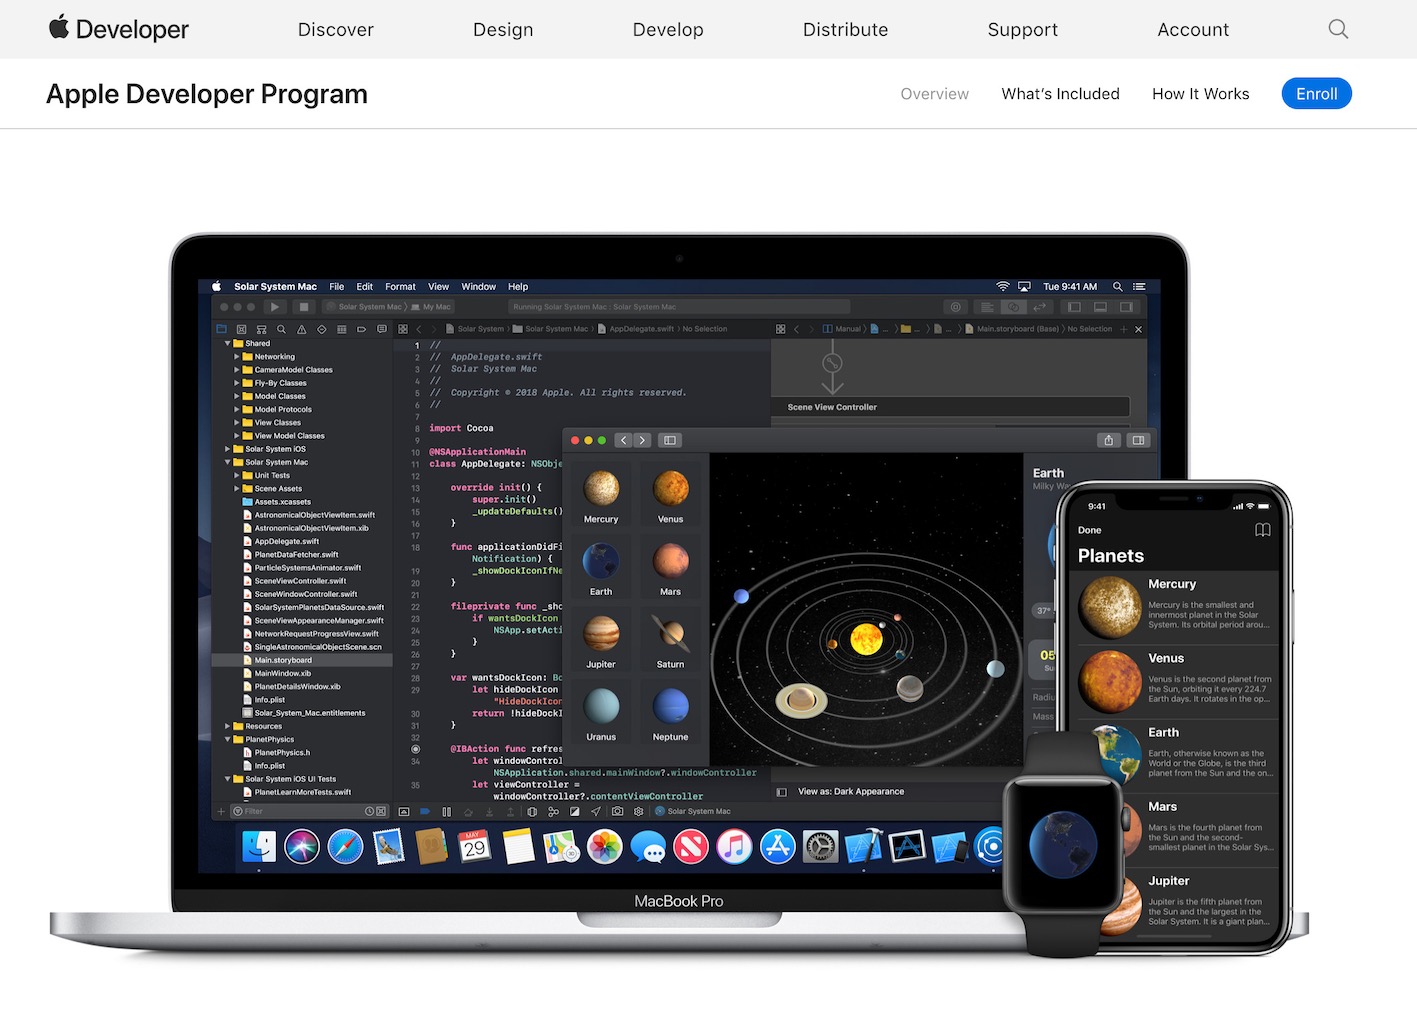 Developer
Discover
Design
Develop
Distribute
Support
Account
Apple Developer Program
Overview
What's Included
How It Works
Enroll
Solar System Mac File Edit Format View Window Help
Tue 9:41 AM
Solar System Mac My Mac
Running Solar System Mac : Solar System Mac
Solar System Solar System Mac AppDelegate.swift No Selection
Manual ... ... ... Main.storyboard (Base) No Selection
Shared
Networking
CameraModel Classes
Fly-By Classes
Model Classes
Model Protocols
View Classes
View Model Classes
Solar System iOS
Solar System Mac
Unit Tests
Scene Assets
Assets.xcassets
AstronomicalObjectViewItem.swift
AstronomicalObjectViewItem.xib
AppDelegate.swift
PlanetDataFetcher.swift
ParticleSystemsAnimator.swift
SceneViewController.swift
SceneWindowController.swift
SolarSystemPlanetsDataSource.swift
SceneViewAppearanceManager.swift
NetworkRequestProgressView.swift
SingleAstronomicalObjectScene.scn
Main.storyboard
MainWindow.xib
PlanetDetailsWindow.xib
Info.plist
Solar_System_Mac.entitlements
Resources
PlanetPhysics
PlanetPhysics.h
Info.plist
Solar System iOS UI Tests
PlanetLearnMoreTests.swift
Filter
1 //
2 // AppDelegate.swift
3 // Solar System Mac
4 //
5 // Copyright © 2018 Apple. All rights reserved.
6 //
7
8 import Cocoa
9
10 @NSApplicationMain
11 class AppDelegate: NSObje
12
13 override init() {
14 super.init()
15 _updateDefaults()
16 }
17
18 func applicationDidFi
Notification) {
19 _showDockIconIfNe
20 }
21
22 fileprivate func _sho
23 if wantsDockIcon
24 NSApp.setActi
25 }
26 }
27
28 var wantsDockIcon: Bo
29 let hideDockIcon
"HideDockIcon
30 return !hideDockI
31 }
32
@IBAction func refres
34 let windowControl
NSApplication.shared.mainWindow?.windowController
35 let viewController =
windowController?.contentViewController
Solar System Mac
Scene View Controller
View as: Dark Appearance
Mercury
Venus
Earth
Mars
Jupiter
Saturn
Uranus
Neptune
Earth
Milky Wa
37°
05
Su
Radiu
Mass
MAY
29
MacBook Pro
9:41
Done
Planets
Mercury
Mercury is the smallest and
innermost planet in the Solar
System. Its orbital period arou...
Venus
Venus is the second planet from
the Sun, orbiting it every 224.7
Earth days. It rotates in the op...
Earth
Earth, otherwise known as the
World or the Globe, is the third
planet from the Sun and the on...
Mars
Mars is the fourth planet from
the Sun and the second-
smallest planet in the Solar Sys...
Jupiter
Jupiter is the fifth planet from
the Sun and the largest in the
Solar System. It is a giant plan...